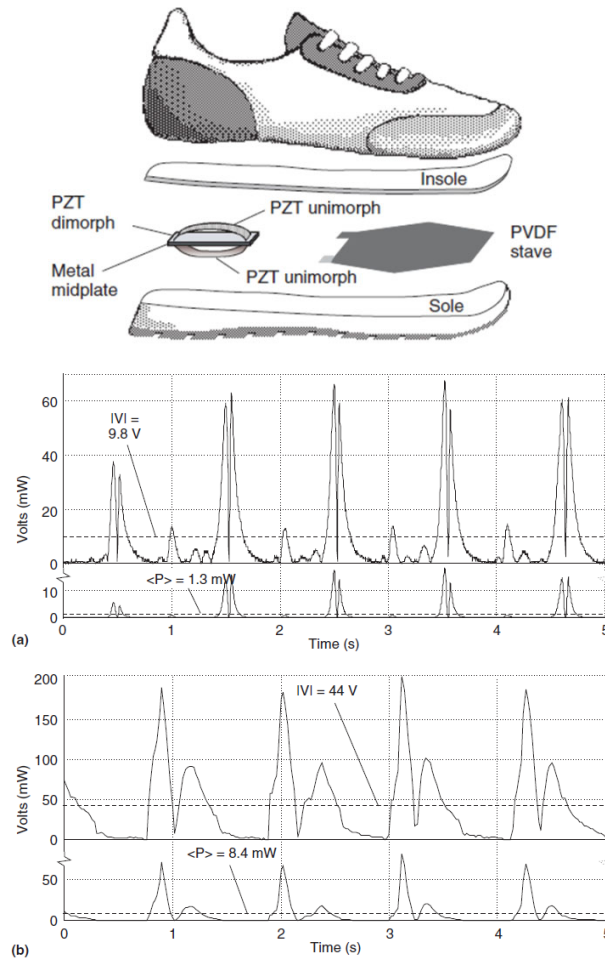 Insole
PZT
dimorph
PZT unimorph
PVDF
stave
Metal
midplate
PZT unimorph
Sole
60
|V| =
9.8 V
40
Volts (mW)
20
0
<P> = 1.3 mW
10
0
(a)
0 1 2 3 4 5
Time (s)
200
|V| = 44 V
150
Volts (mW)
100
50
0
<P> = 8.4 mW
50
0
0 1 2 3 4 5
(b)
Time (s)